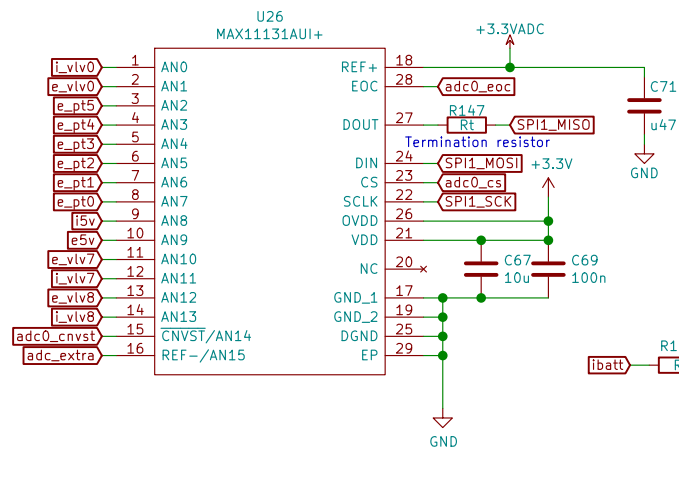 U26
MAX11131AUI+
i_vlv0 1 AN0
e_vlv0 2 AN1
e_pt5 3 AN2
e_pt4 4 AN3
e_pt3 5 AN4
e_pt2 6 AN5
e_pt1 7 AN6
e_pt0 8 AN7
i5v 9 AN8
e5v 10 AN9
e_vlv7 11 AN10
i_vlv7 12 AN11
e_vlv8 13 AN12
i_vlv8 14 AN13
adc0_cnvst 15 CNVST/AN14
adc_extra 16 REF-/AN15
+3.3VADC
REF+ 18
EOC 28 adc0_eoc
R147
DOUT 27 Rt SPI1_MISO
Termination resistor
DIN 24 SPI1_MOSI
CS 23 adc0_cs
SCLK 22 SPI1_SCK
OVDD 26
VDD 21
NC 20
GND_1 17
GND_2 19
DGND 25
EP 29
GND
+3.3V
C67
10u
C69
100n
C71
u47
GND
ibatt
R1